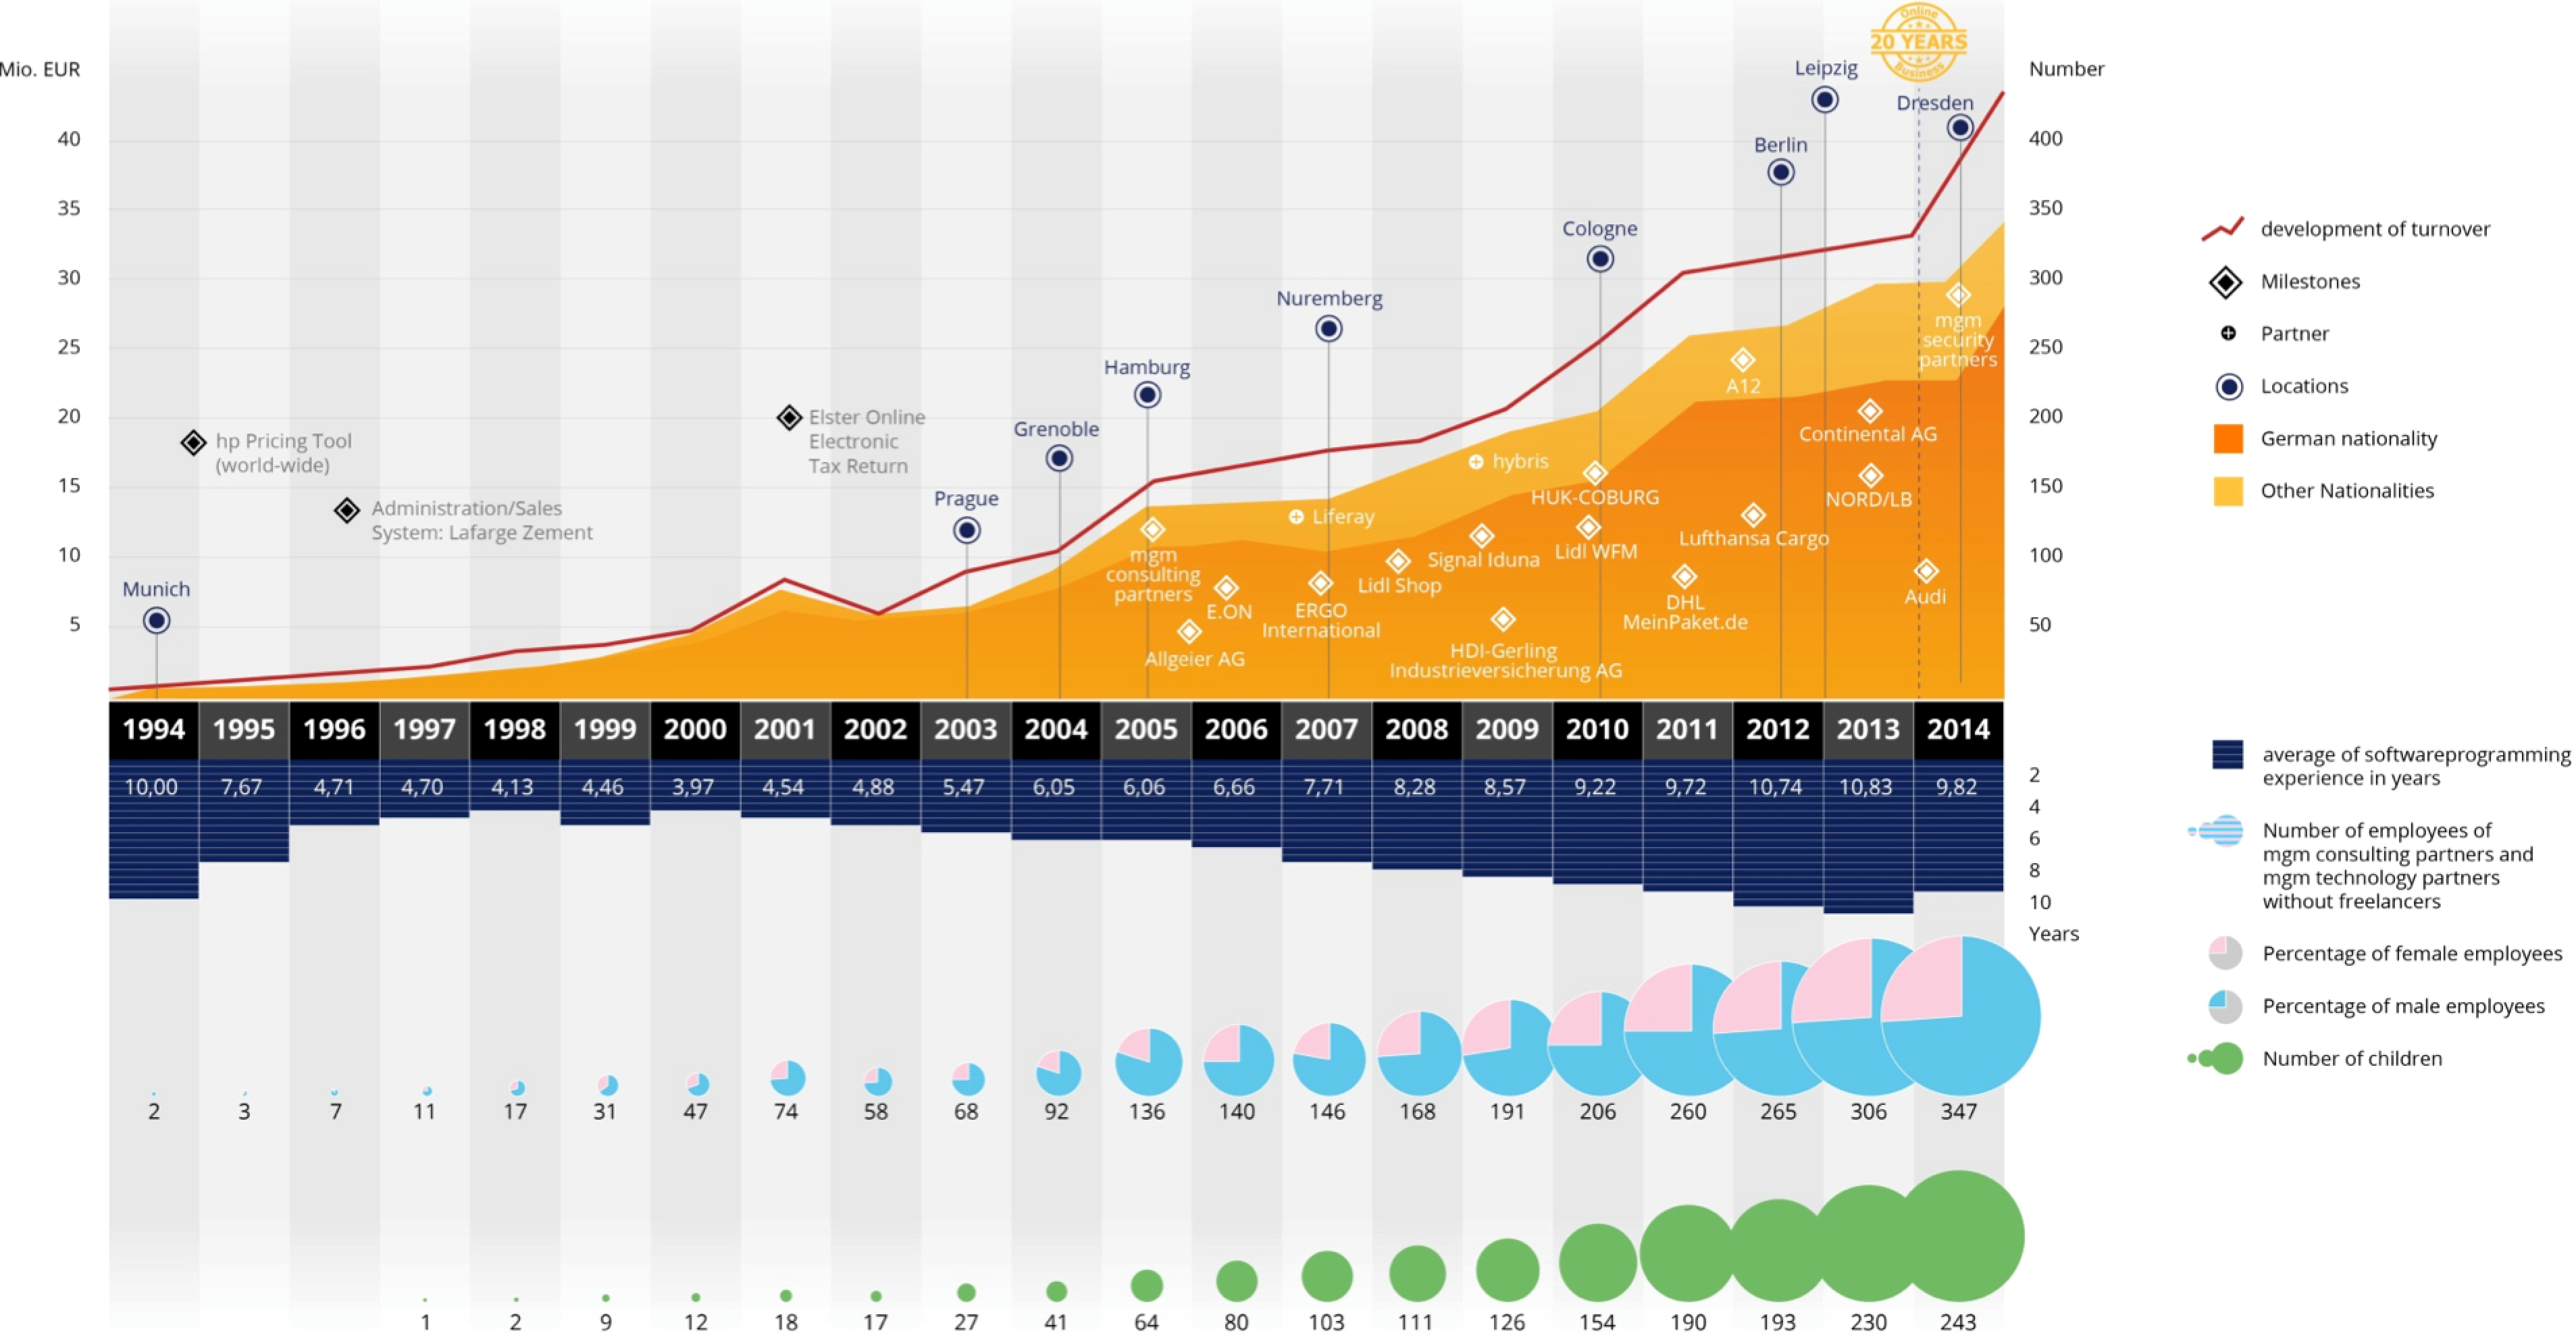 Online
20 YEARS
Business
Mio. EUR
Number
Leipzig
Dresden
Berlin
Cologne
Nuremberg
Hamburg
Grenoble
Prague
Munich
40
35
30
25
20
15
10
5
400
350
300
250
200
150
100
50
hp Pricing Tool
(world-wide)
Administration/Sales
System: Lafarge Zement
Elster Online
Electronic
Tax Return
mgm
consulting
partners
Allgeier AG
E.ON
Liferay
ERGO
International
Lidl Shop
hybris
Signal Iduna
HDI-Gerling
Industrieversicherung AG
HUK-COBURG
Lidl WFM
DHL
MeinPaket.de
A12
Lufthansa Cargo
Continental AG
NORD/LB
mgm
security
partners
Audi
development of turnover
Milestones
Partner
Locations
German nationality
Other Nationalities
1994 1995 1996 1997 1998 1999 2000 2001 2002 2003 2004 2005 2006 2007 2008 2009 2010 2011 2012 2013 2014
10,00 7,67 4,71 4,70 4,13 4,46 3,97 4,54 4,88 5,47 6,05 6,06 6,66 7,71 8,28 8,57 9,22 9,72 10,74 10,83 9,82
2
4
6
8
10
Years
average of softwareprogramming
experience in years
Number of employees of
mgm consulting partners and
mgm technology partners
without freelancers
Percentage of female employees
Percentage of male employees
Number of children
2 3 7 11 17 31 47 74 58 68 92 136 140 146 168 191 206 260 265 306 347
1 2 9 12 18 17 27 41 64 80 103 111 126 154 190 193 230 243